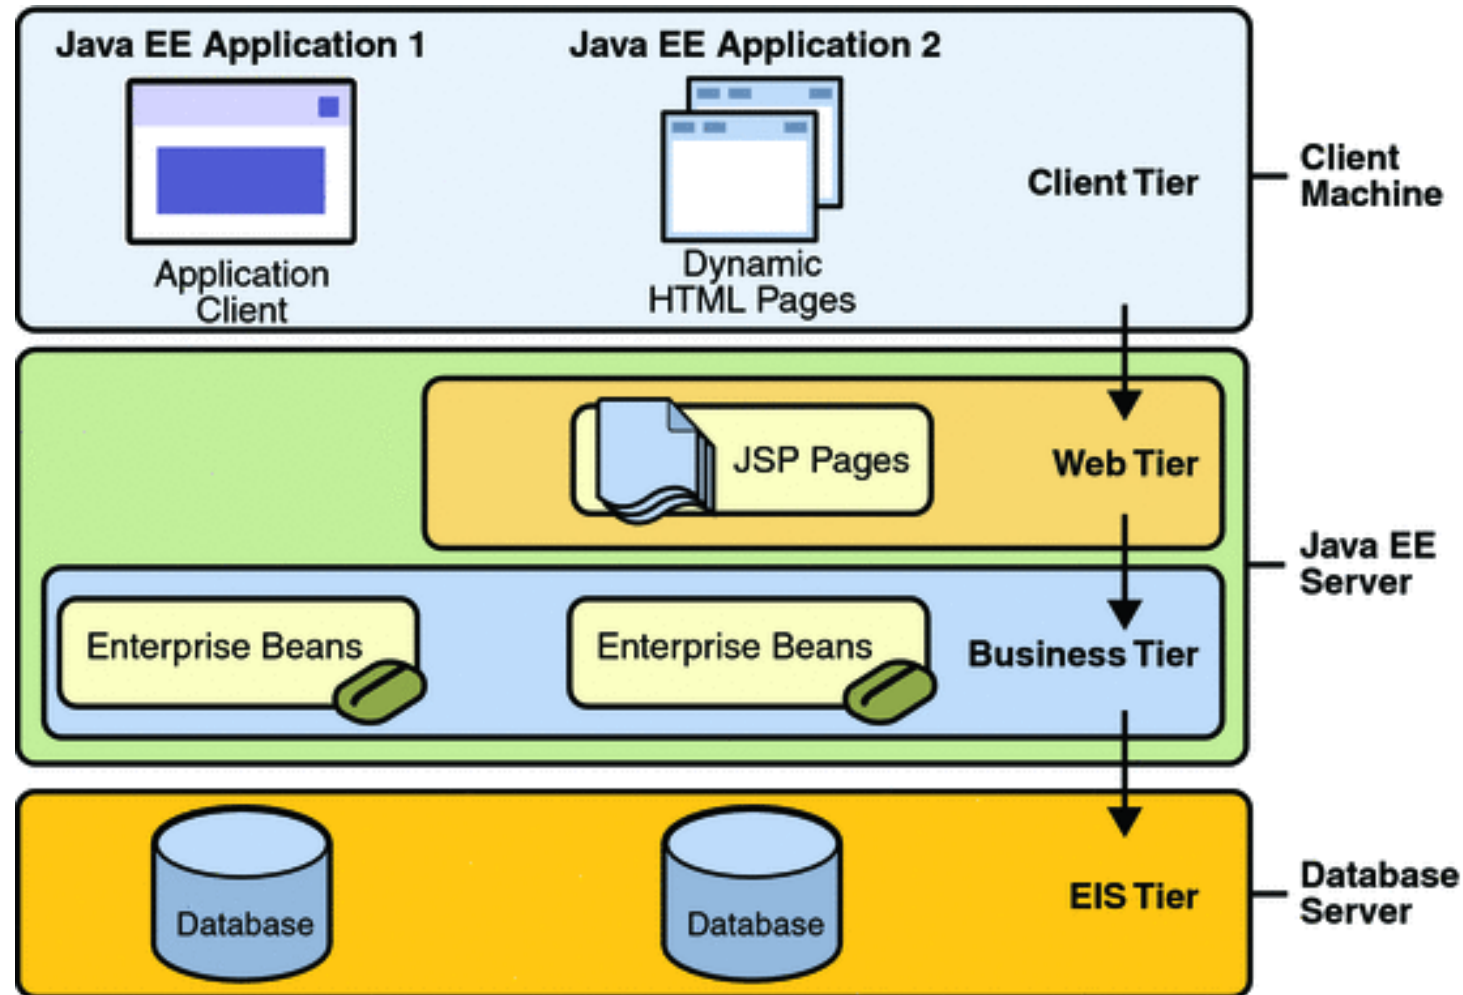 Java EE Application 1
Java EE Application 2
Application
Client
Dynamic
HTML Pages
Client Tier
Client
Machine
JSP Pages
Web Tier
Java EE
Server
Enterprise Beans
Enterprise Beans
Business Tier
Database
Database
EIS Tier
Database
Server